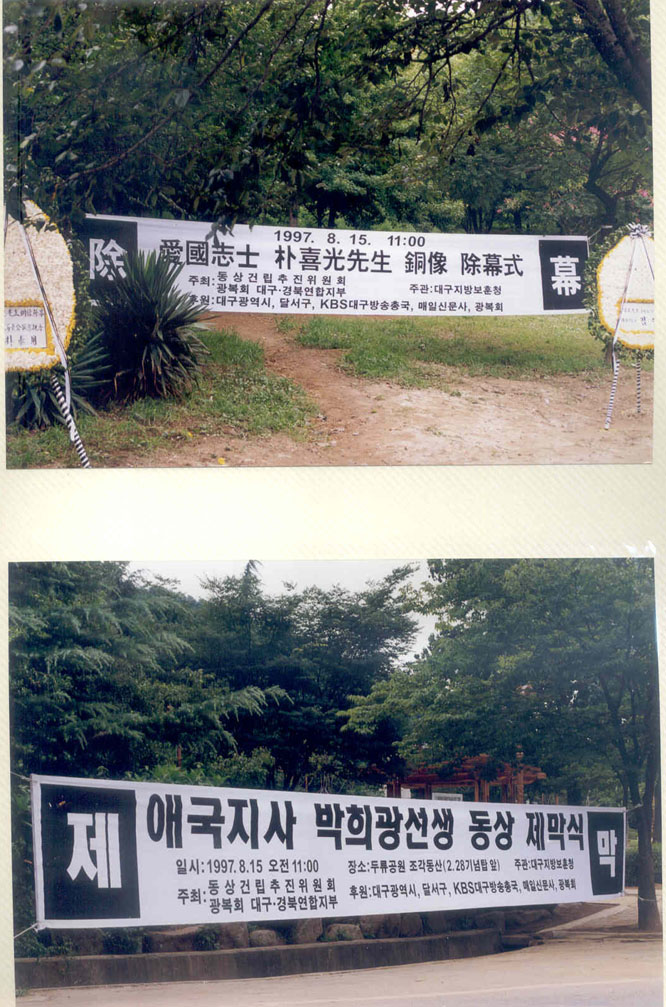 除
1997. 8. 15. 11:00
愛國志士 朴喜光先生 銅像 除幕式
주최: 동상건립추진위원회
광복회 대구·경북연합지부
주관:대구지방보훈청
후원:대구광역시, 달서구, KBS대구방송총국, 매일신문사, 광복회
幕
제
애국지사 박희광선생 동상 제막식
일시:1997.8.15 오전11:00 장소:두류공원 조각동산(2.28기념탑 앞) 주관:대구지방보훈청
주최: 동상건립추진위원회
광복회 대구·경북연합지부
후원:대구광역시, 달서구, KBS대구방송총국, 매일신문사, 광복회
막